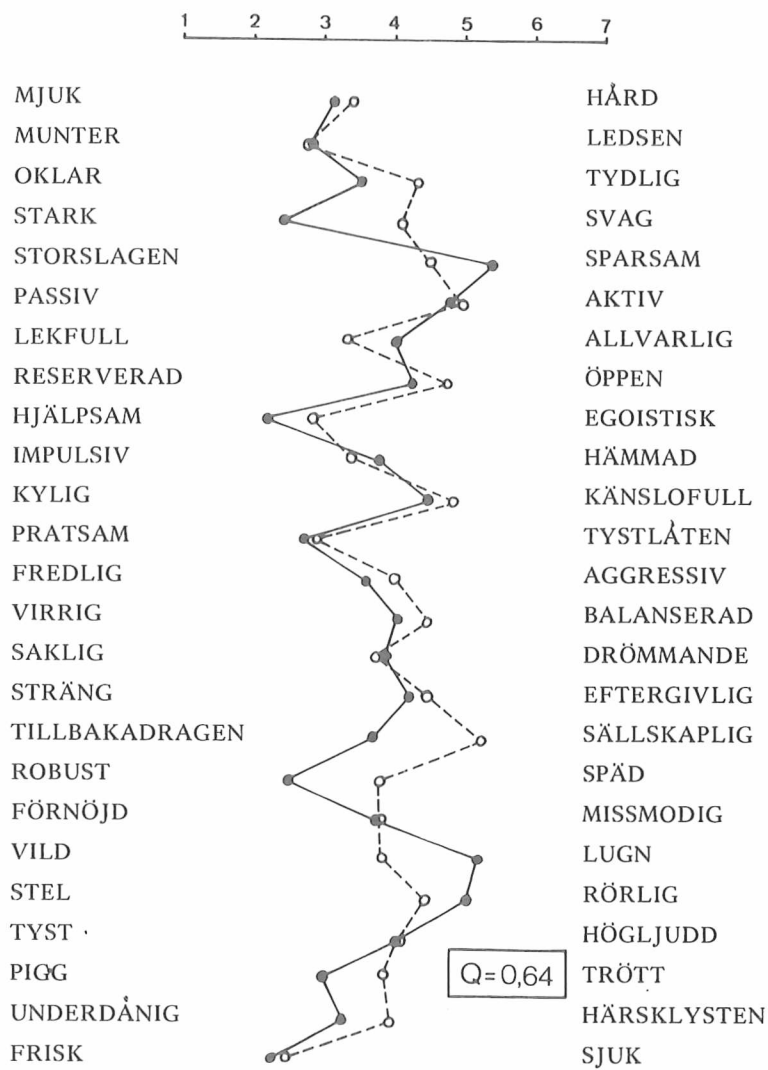 1 2 3 4 5 6 7
MJUK HÅRD
MUNTER LEDSEN
OKLAR TYDLIG
STARK SVAG
STORSLAGEN SPARSAM
PASSIV AKTIV
LEKFULL ALLVARLIG
RESERVERAD ÖPPEN
HJÄLPSAM EGOISTISK
IMPULSIV HÄMMAD
KYLIG KÄNSLOFULL
PRATSAM TYSTLÅTEN
FREDLIG AGGRESSIV
VIRRIG BALANSERAD
SAKLIG DRÖMMANDE
STRÄNG EFTERGIVLIG
TILLBAKADRAGEN SÄLLSKAPLIG
ROBUST SPÄD
FÖRNÖJD MISSMODIG
VILD LUGN
STEL RÖRLIG
TYST HÖGLJUDD
PIGG Q=0,64 TRÖTT
UNDERDÅNIG HÄRSKLYSTEN
FRISK SJUK